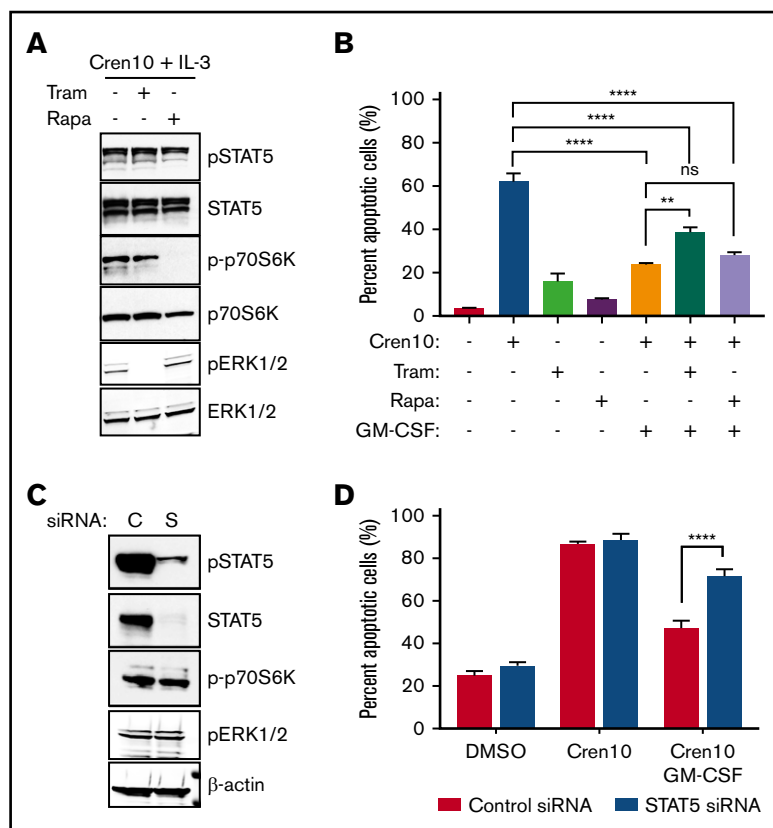 A
Cren10 + IL-3
Tram - + -
Rapa - - +
pSTAT5
STAT5
p-p70S6K
p70S6K
pERK1/2
ERK1/2
B
Percent apoptotic cells (%)
100
80
60
40
20
0
****
****
****
ns
**
Cren10: - + - - + + +
Tram: - - + - - + -
Rapa: - - - + - - +
GM-CSF: - - - - + + +
C
siRNA: C S
pSTAT5
STAT5
p-p70S6K
pERK1/2
β-actin
D
Percent apoptotic cells (%)
100
80
60
40
20
0
****
DMSO Cren10 Cren10
GM-CSF
Control siRNA STAT5 siRNA